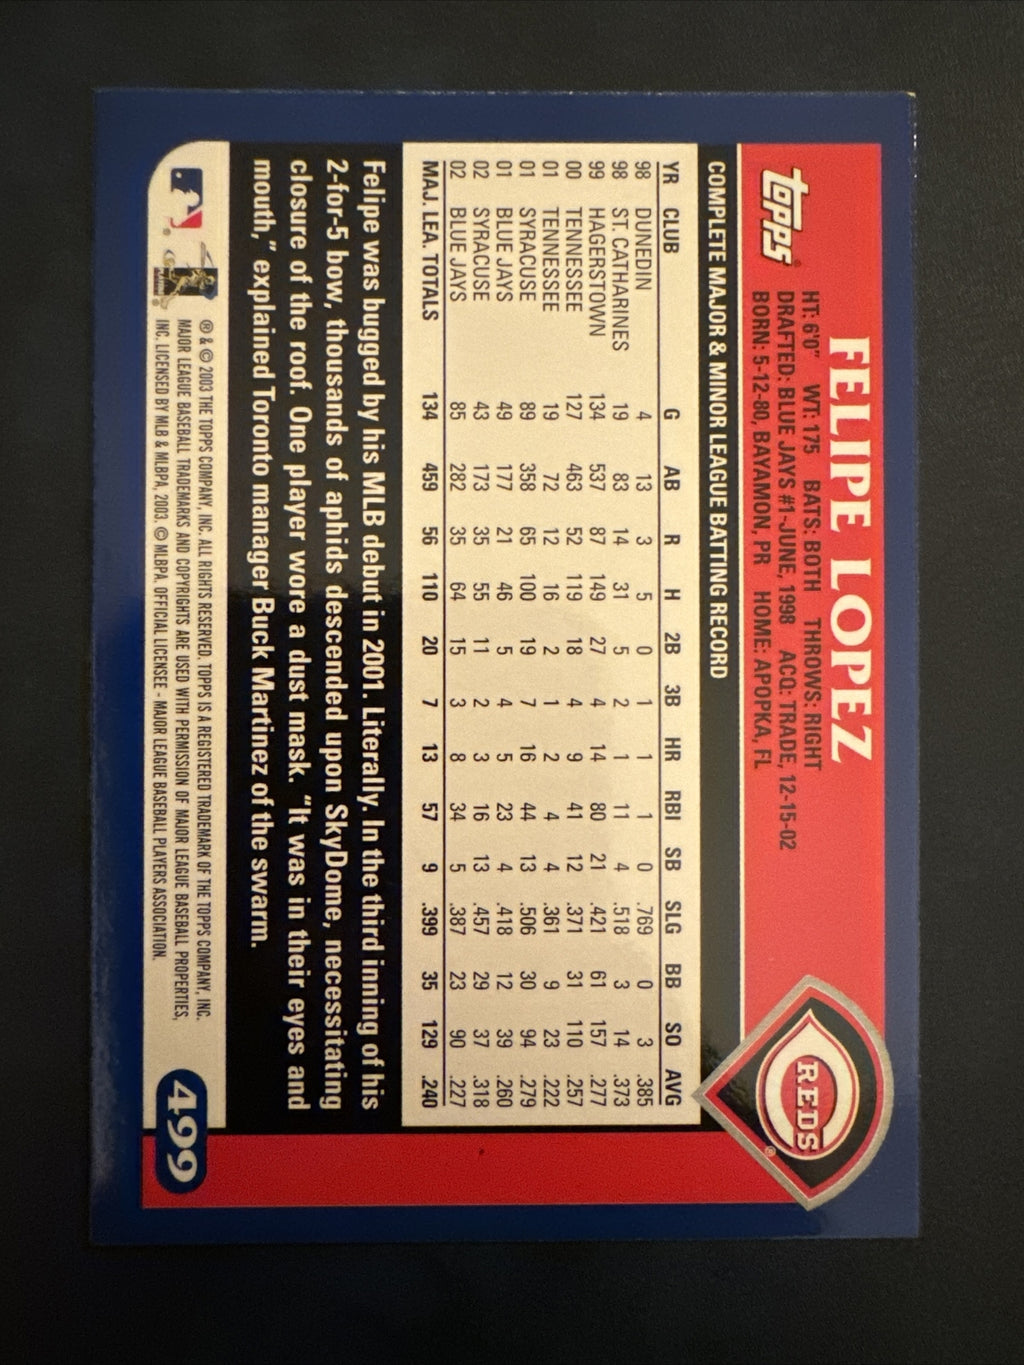 topps
FELIPE LOPEZ
HT: 6'0" WT: 175 BATS: BOTH THROWS: RIGHT
DRAFTED: BLUE JAYS #1-JUNE, 1998 ACQ: TRADE, 12-15-02
BORN: 5-12-80, BAYAMON, PR HOME: APOPKA, FL
REDS
COMPLETE MAJOR & MINOR LEAGUE BATTING RECORD
YR CLUB G AB R H 2B 3B HR RBI SB SLG BB SO AVG
98 DUNEDIN 4 13 3 5 0 1 1 1 0 .769 0 3 .385
98 ST. CATHARINES 19 83 14 31 5 2 1 11 4 .518 3 14 .373
99 HAGERSTOWN 134 537 87 149 27 4 14 80 21 .421 61 157 .277
00 TENNESSEE 127 463 52 119 18 4 9 41 12 .371 31 110 .257
01 TENNESSEE 19 72 12 16 2 1 2 4 4 .361 9 23 .222
01 SYRACUSE 89 358 65 100 19 7 16 44 13 .506 30 94 .279
01 BLUE JAYS 49 177 21 46 5 4 5 23 4 .418 12 39 .260
02 SYRACUSE 43 173 35 55 11 2 3 16 13 .457 29 37 .318
02 BLUE JAYS 85 282 35 64 15 3 8 34 5 .387 23 90 .227
MAJ. LEA. TOTALS 134 459 56 110 20 7 13 57 9 .399 35 129 .240
Felipe was bugged by his MLB debut in 2001. Literally. In the third inning of his
2-for-5 bow, thousands of aphids descended upon SkyDome, necessitating
closure of the roof. One player wore a dust mask. "It was in their eyes and
mouth," explained Toronto manager Buck Martinez of the swarm.
® & © 2003 THE TOPPS COMPANY, INC. ALL RIGHTS RESERVED. TOPPS IS A REGISTERED TRADEMARK OF THE TOPPS COMPANY, INC.
MAJOR LEAGUE BASEBALL TRADEMARKS AND COPYRIGHTS ARE USED WITH PERMISSION OF MAJOR LEAGUE BASEBALL PROPERTIES,
INC. LICENSED BY MLB & MLBPA, 2003. © MLBPA. OFFICIAL LICENSEE - MAJOR LEAGUE BASEBALL PLAYERS ASSOCIATION.
499